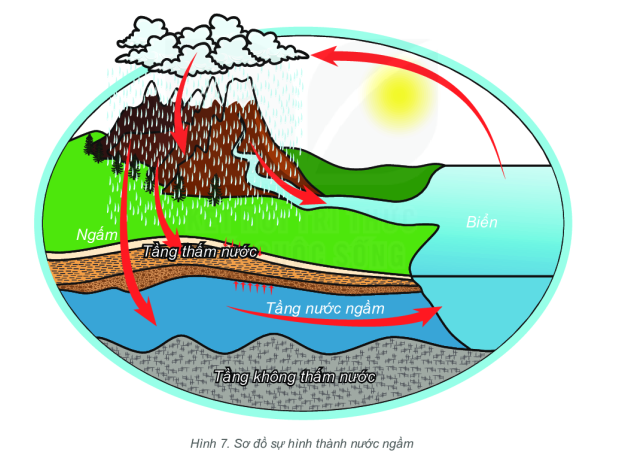 Biển
Ngấm
Tầng thấm nước
Tầng nước ngầm
Tầng không thấm nước
Hình 7. Sơ đồ sự hình thành nước ngầm